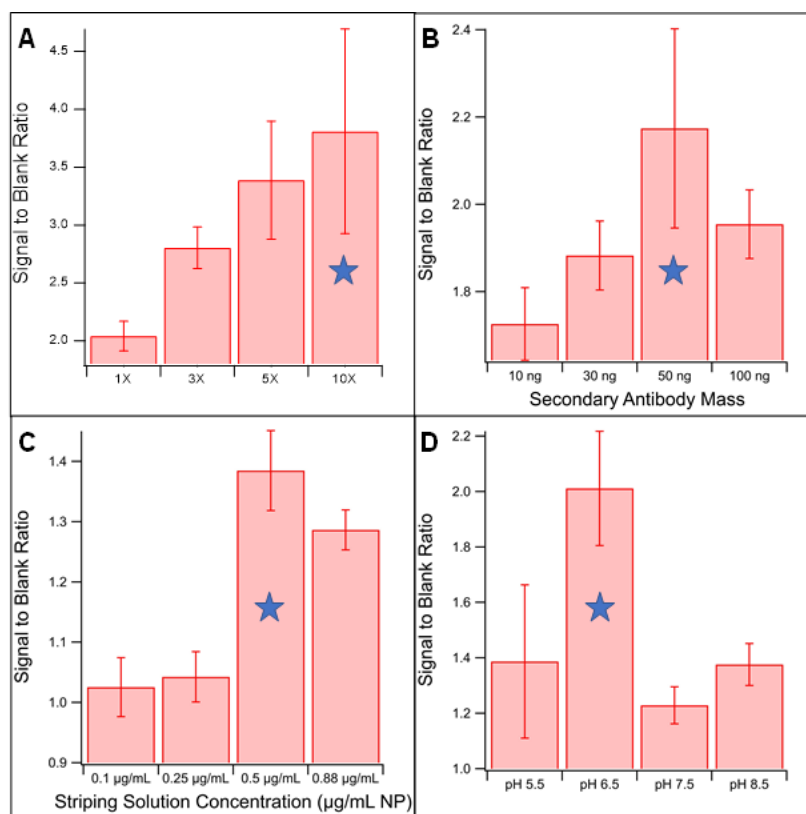 A
Signal to Blank Ratio
4.5
4.0
3.5
3.0
2.5
2.0
1X 3X 5X 10X
B
Signal to Blank Ratio
2.4
2.2
2.0
1.8
10 ng 30 ng 50 ng 100 ng
Secondary Antibody Mass
C
Signal to Blank Ratio
1.4
1.3
1.2
1.1
1.0
0.9
0.1 µg/mL 0.25 µg/mL 0.5 µg/mL 0.88 µg/mL
Striping Solution Concentration (µg/mL NP)
D
Signal to Blank Ratio
2.2
2.0
1.8
1.6
1.4
1.2
1.0
pH 5.5 pH 6.5 pH 7.5 pH 8.5